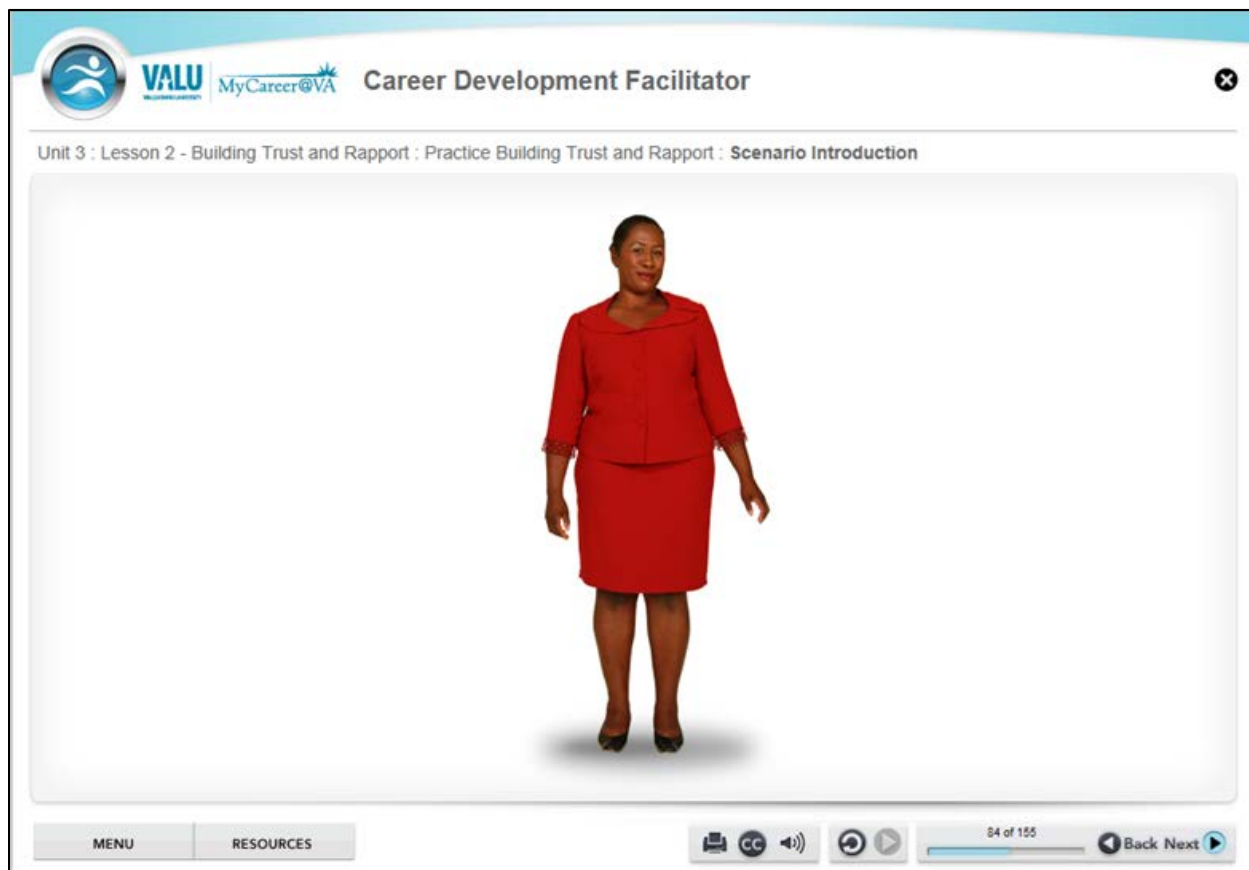 VALU
MyCareer@VA
Career Development Facilitator
Unit 3 : Lesson 2 - Building Trust and Rapport : Practice Building Trust and Rapport : Scenario Introduction
MENU
RESOURCES
CC
84 of 155
Back Next